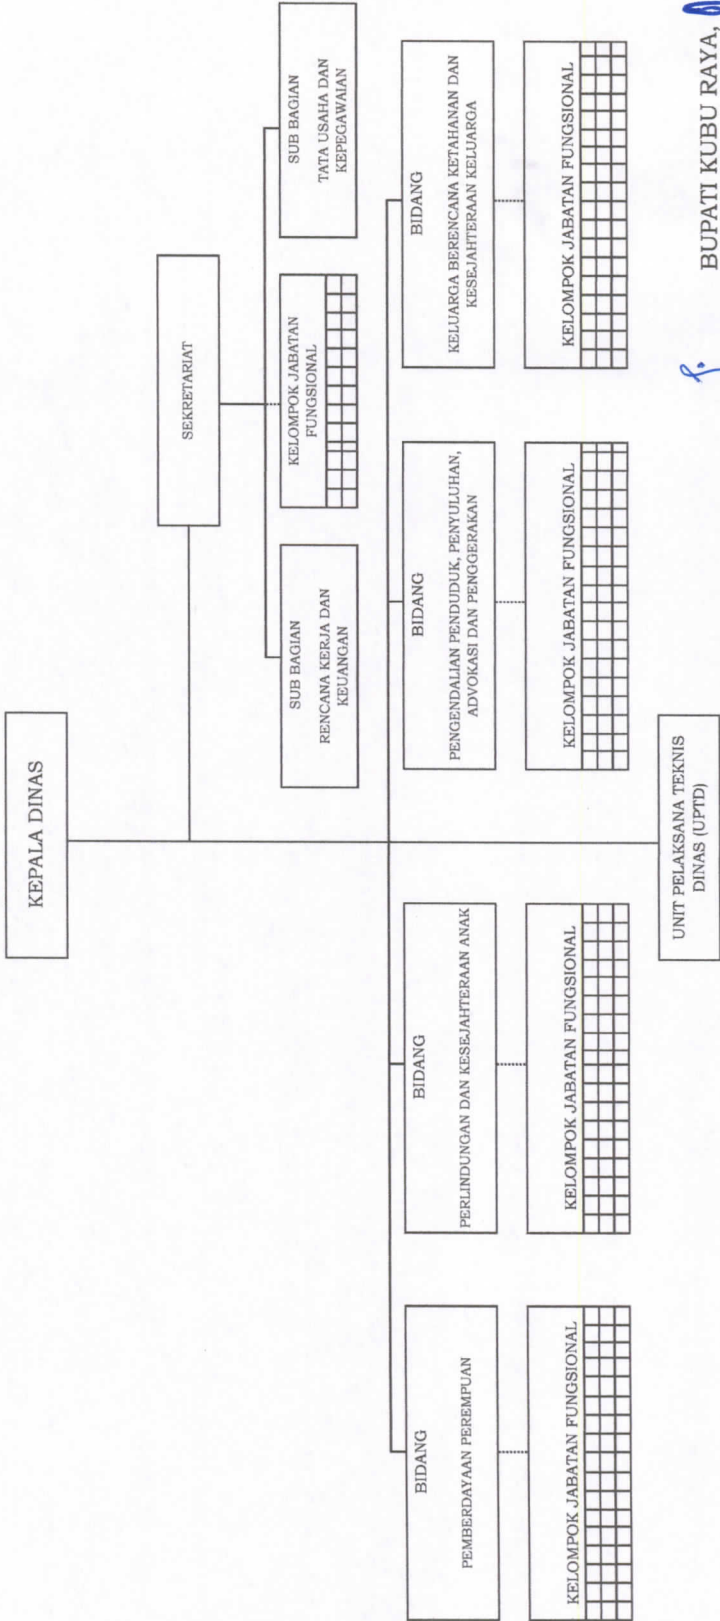 KEPALA DINAS
SEKRETARIAT
SUB BAGIAN
RENCANA KERJA DAN
KEUANGAN
KELOMPOK JABATAN
FUNGSIONAL
SUB BAGIAN
TATA USAHA DAN
KEPEGAWAIAN
BIDANG
PEMBERDAYAAN PEREMPUAN
BIDANG
PERLINDUNGAN DAN KESEJAHTERAAN ANAK
BIDANG
PENGENDALIAN PENDUDUK, PENYULUHAN,
ADVOKASI DAN PENGGERAKAN
BIDANG
KELUARGA BERENCANA KETAHANAN DAN
KESEJAHTERAAN KELUARGA
KELOMPOK JABATAN FUNGSIONAL
KELOMPOK JABATAN FUNGSIONAL
KELOMPOK JABATAN FUNGSIONAL
KELOMPOK JABATAN FUNGSIONAL
UNIT PELAKSANA TEKNIS
DINAS (UPTD)
BUPATI KUBU RAYA,